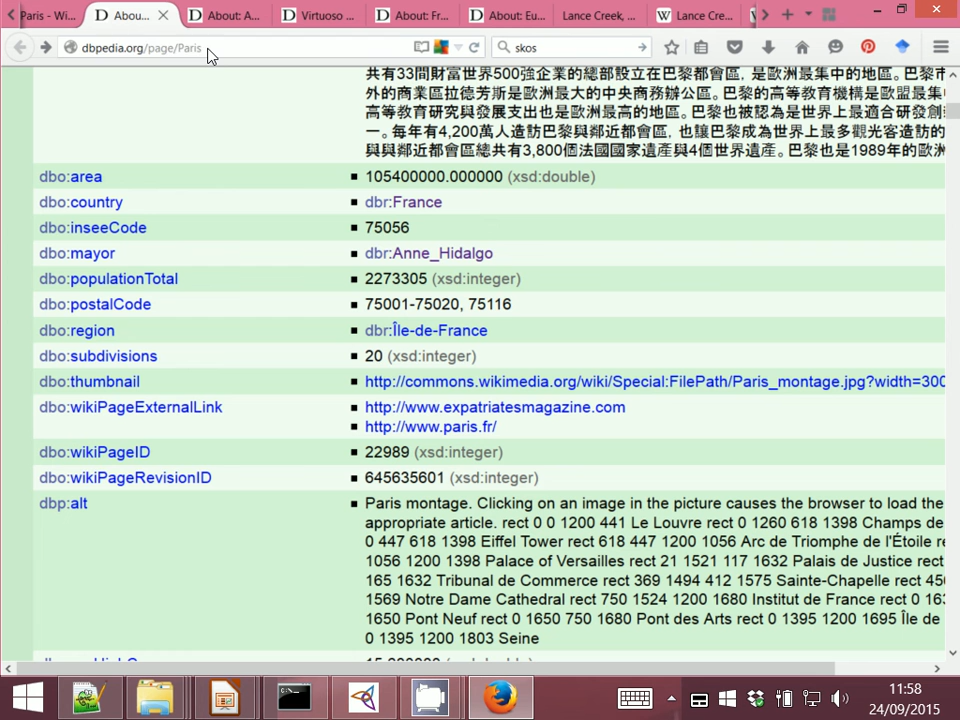 Paris - Wi...
D Abou...
D About: A...
D Virtuoso ...
D About: Fr...
D About: Eu...
Lance Creek, ...
W Lance Cre...
dbpedia.org/page/Paris
skos
共有33間財富世界500強企業的總部設立在巴黎都會區，是歐洲最集中的地區。巴黎市
外的商業區拉德芳斯是歐洲最大的中央商務辦公區。巴黎的高等教育機構是歐盟最集中
高等教育研究與發展支出也是歐洲最高的地區。巴黎也被認為是世界上最適合研發創新
一。每年有4,200萬人造訪巴黎與鄰近都會區，也讓巴黎成為世界上最多觀光客造訪的
與與鄰近都會區總共有3,800個法國國家遺產與4個世界遺產。巴黎也是1989年的歐洲
dbo:area
105400000.000000 (xsd:double)
dbo:country
dbr:France
dbo:inseeCode
75056
dbo:mayor
dbr:Anne_Hidalgo
dbo:populationTotal
2273305 (xsd:integer)
dbo:postalCode
75001-75020, 75116
dbo:region
dbr:Île-de-France
dbo:subdivisions
20 (xsd:integer)
dbo:thumbnail
http://commons.wikimedia.org/wiki/Special:FilePath/Paris_montage.jpg?width=300
dbo:wikiPageExternalLink
http://www.expatriatesmagazine.com
http://www.paris.fr/
dbo:wikiPageID
22989 (xsd:integer)
dbo:wikiPageRevisionID
645635601 (xsd:integer)
dbp:alt
Paris montage. Clicking on an image in the picture causes the browser to load the
appropriate article. rect 0 0 1200 441 Le Louvre rect 0 1260 618 1398 Champs de
0 447 618 1398 Eiffel Tower rect 618 447 1200 1056 Arc de Triomphe de l'Étoile re
1056 1200 1398 Palace of Versailles rect 21 1521 117 1632 Palais de Justice rect
165 1632 Tribunal de Commerce rect 369 1494 412 1575 Sainte-Chapelle rect 450
1569 Notre Dame Cathedral rect 750 1524 1200 1680 Institut de France rect 0 163
1650 Pont Neuf rect 0 1650 750 1680 Pont des Arts rect 0 1395 1200 1695 Île de
0 1395 1200 1803 Seine
11:58
24/09/2015